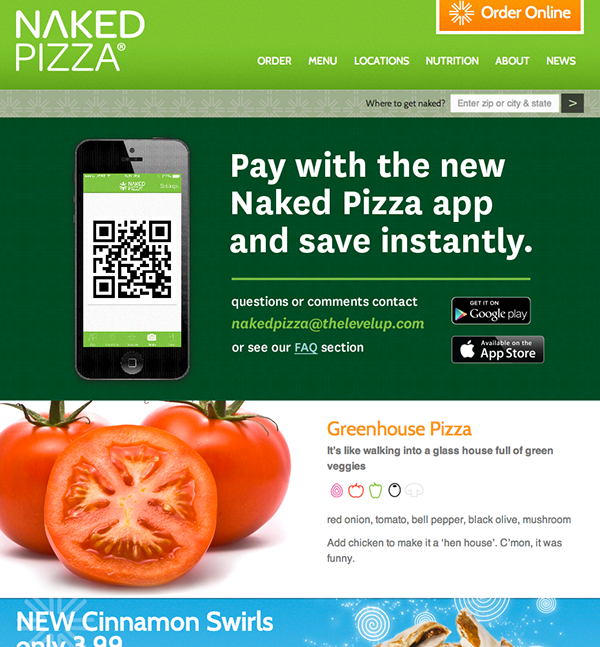 NAKED
PIZZA®
Order Online
ORDER MENU LOCATIONS NUTRITION ABOUT NEWS
Where to get naked? Enter zip or city & state >
NAKED
PIZZA
Settings
Pay with the new
Naked Pizza app
and save instantly.
questions or comments contact
nakedpizza@thelevelup.com
or see our FAQ section
GET IT ON
Google play
Available on the
App Store
Greenhouse Pizza
It's like walking into a glass house full of green
veggies
red onion, tomato, bell pepper, black olive, mushroom
Add chicken to make it a ‘hen house’. C'mon, it was
funny.
NEW Cinnamon Swirls
only 3.99